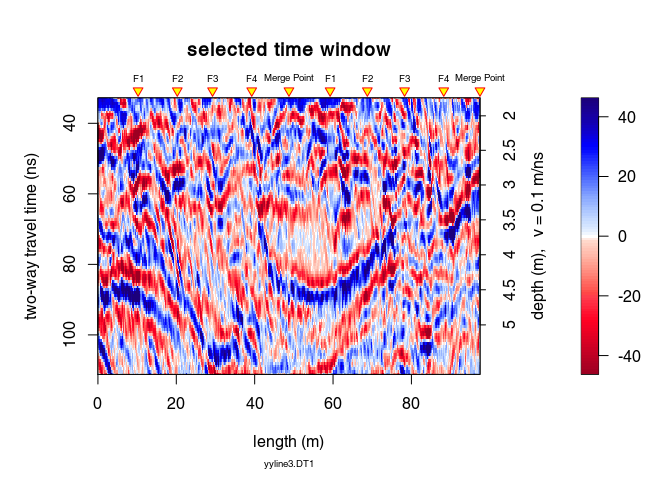 selected time window
F1 F2 F3 F4 Merge Point F1 F2 F3 F4 Merge Point
two-way travel time (ns)
40
60
80
100
2
2.5
3
3.5
4
4.5
5
depth (m), v = 0.1 m/ns
40
20
0
-20
-40
0 20 40 60 80
length (m)
yyline3.DT1